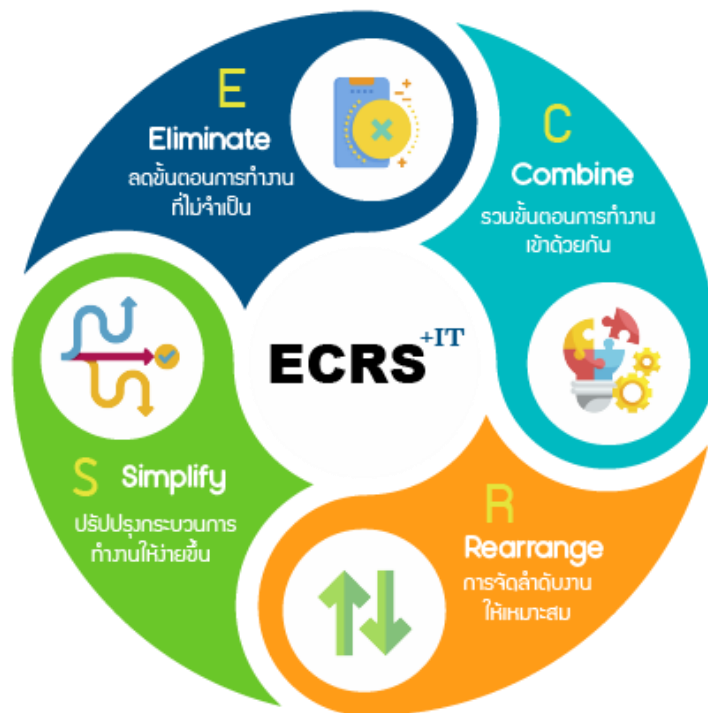 E
Eliminate
ลดขั้นตอนการทำงาน
ที่ไม่จำเป็น
C
Combine
รวมขั้นตอนการทำงาน
เข้าด้วยกัน
ECRS+IT
R
Rearrange
การจัดลำดับงาน
ให้เหมาะสม
S Simplify
ปรัปปรุงกระบวนการ
ทำงานให้ง่ายขึ้น